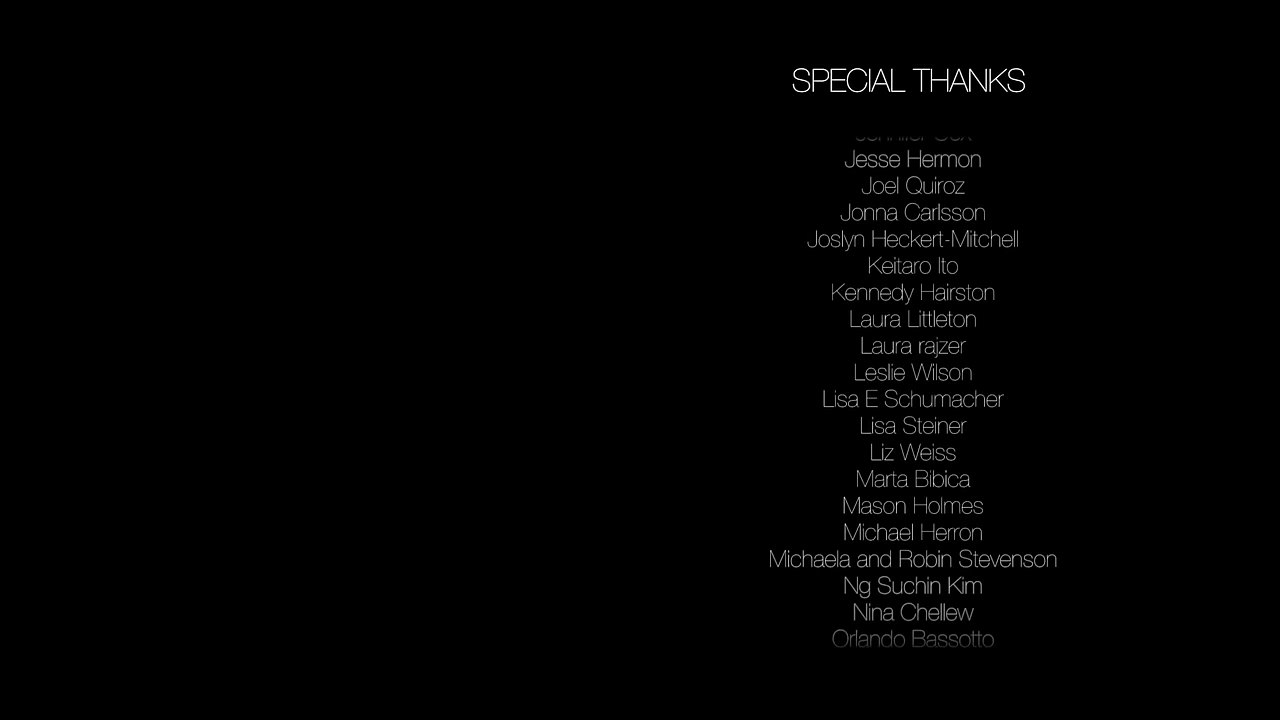 SPECIAL THANKS
Jesse Hermon
Joel Quiroz
Jonna Carlsson
Joslyn Heckert-Mitchell
Keitaro Ito
Kennedy Hairston
Laura Littleton
Laura rajzer
Leslie Wilson
Lisa E Schumacher
Lisa Steiner
Liz Weiss
Marta Bibica
Mason Holmes
Michael Herron
Michaela and Robin Stevenson
Ng Suchin Kim
Nina Chellew
Orlando Bassotto